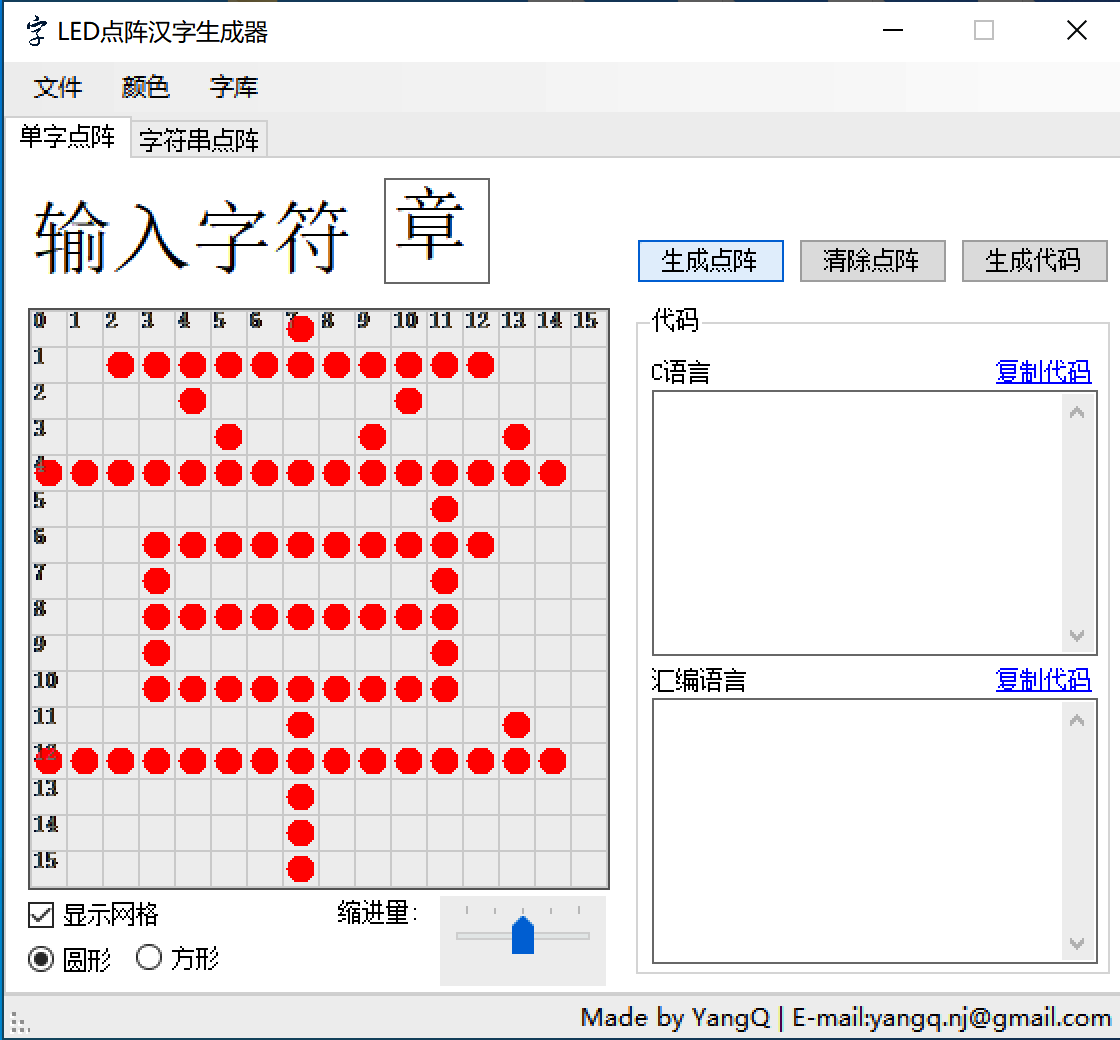 LED点阵汉字生成器
文件 颜色 字库
单字点阵 字符串点阵
输入字符 章
生成点阵 清除点阵 生成代码
0 1 2 3 4 5 6 7 8 9 10 11 12 13 14 15
1
2
3
4
5
6
7
8
9
10
11
12
13
14
15
代码
C语言 复制代码
汇编语言 复制代码
显示网格 缩进量:
圆形 方形
Made by YangQ | E-mail:yangq.nj@gmail.com